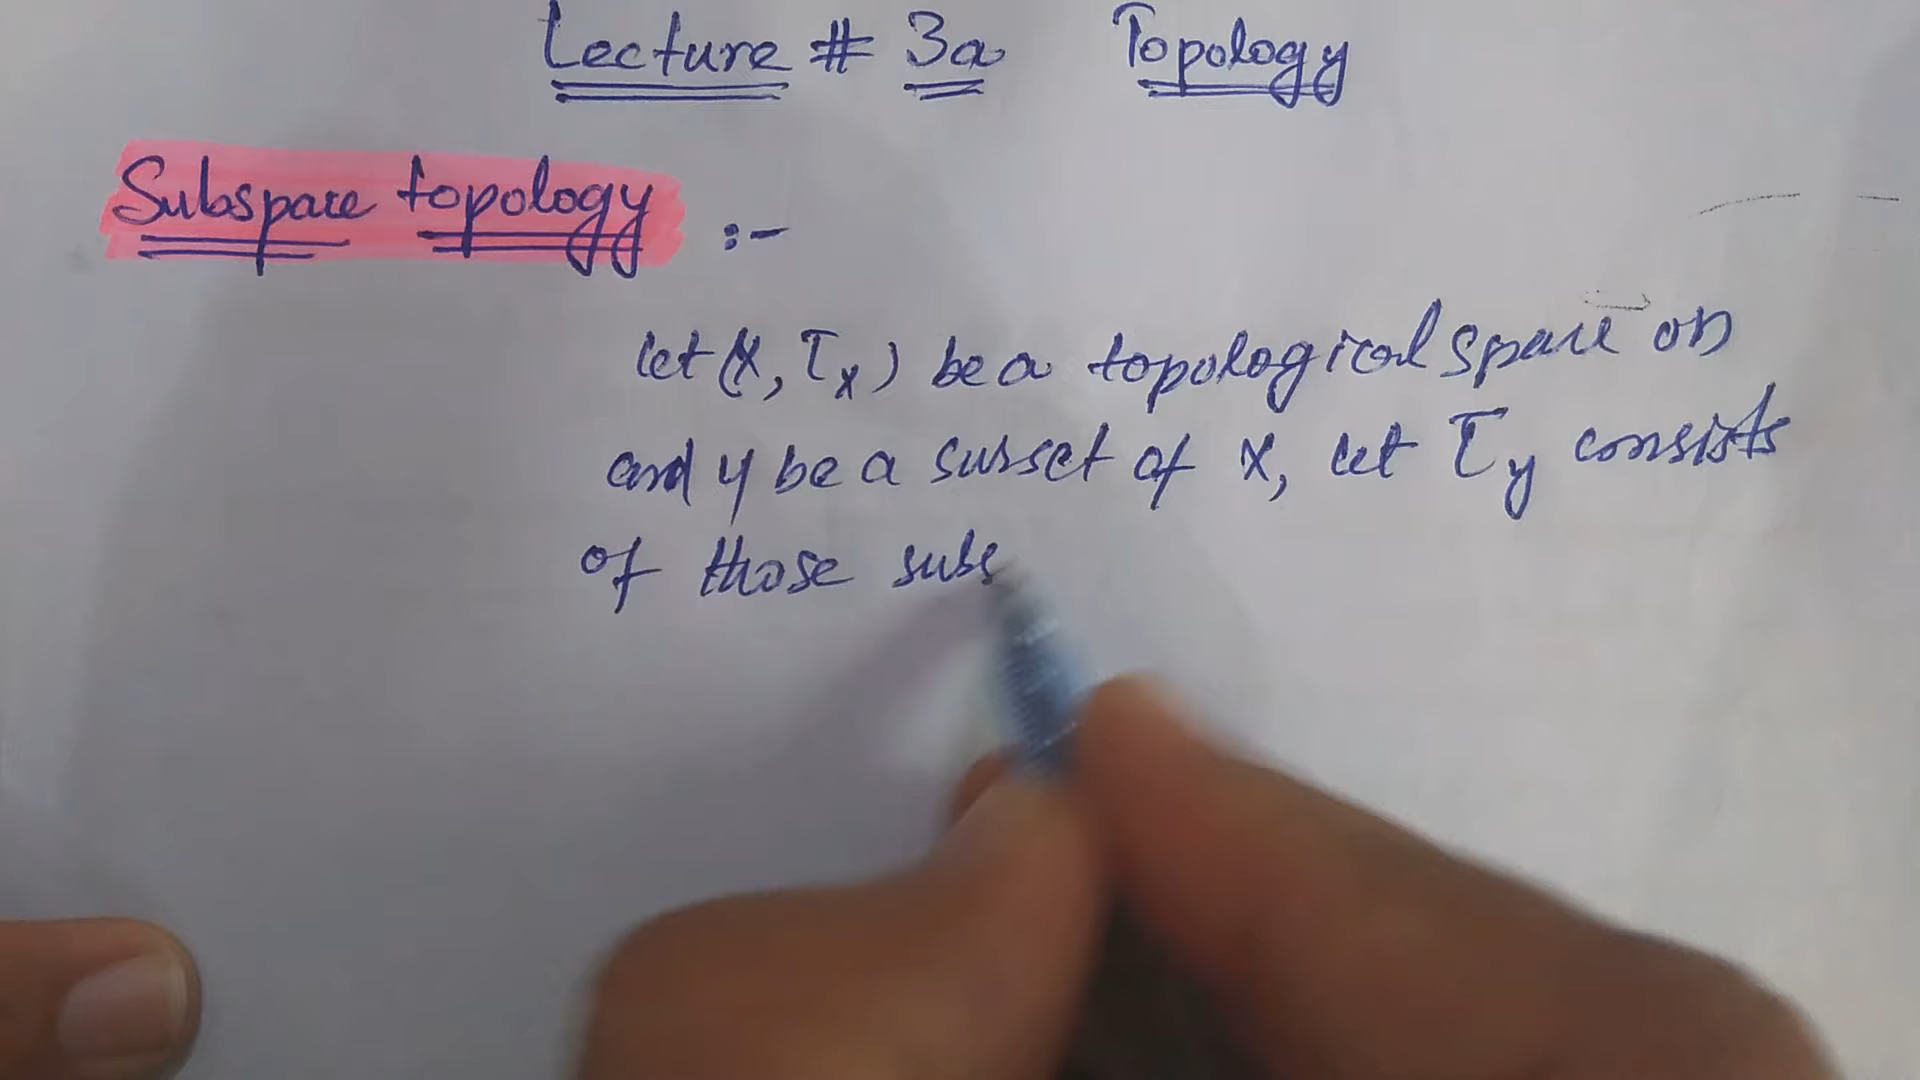 Lecture # 3a Topology
Subspace topology :-
let (X, τx) be a topological space on
and y be a subset of X, let τy consists
of those subs